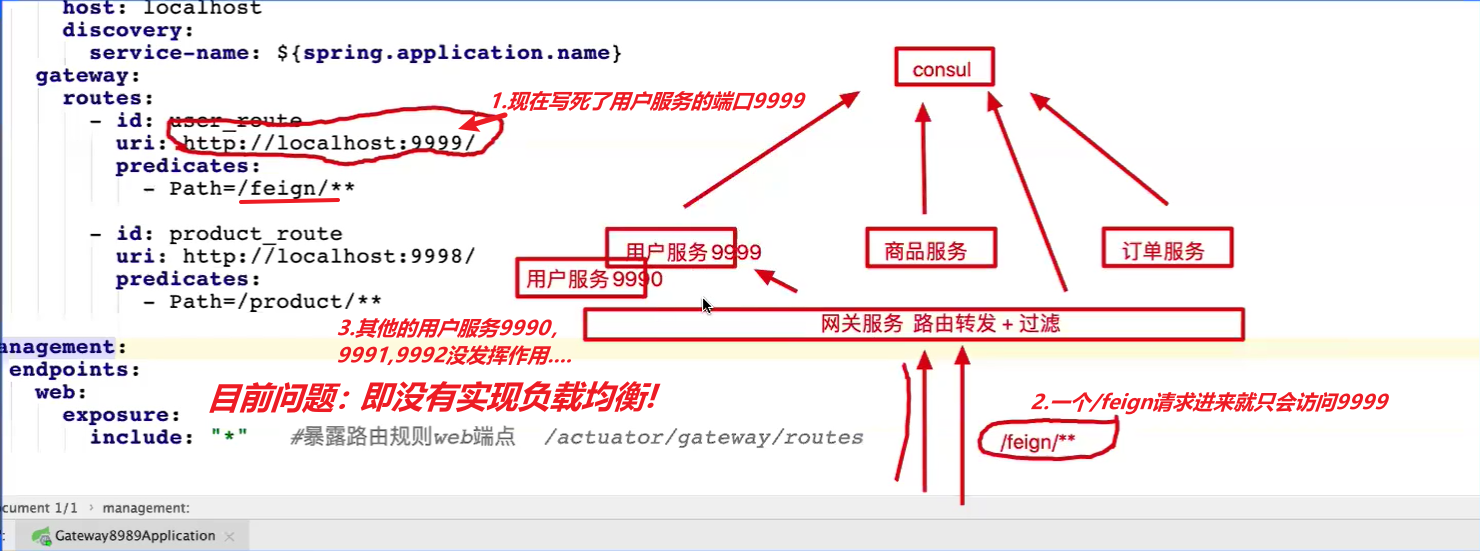 host: localhost
discovery:
service-name: ${spring.application.name}
gateway:
routes:
- id: user_route
uri: http://localhost:9999/
predicates:
- Path=/feign/**
- id: product_route
uri: http://localhost:9998/
predicates:
- Path=/product/**
anagement:
endpoints:
web:
exposure:
include: "*" #暴露路由规则web端点 /actuator/gateway/routes
1.现在写死了用户服务的端口9999
consul
用户服务9999
用户服务9990
商品服务
订单服务
网关服务 路由转发 + 过滤
3.其他的用户服务9990,
9991,9992没发挥作用....
目前问题：即没有实现负载均衡!
2.一个/feign请求进来就只会访问9999
/feign/**
ocument 1/1 › management:
Gateway8989Application